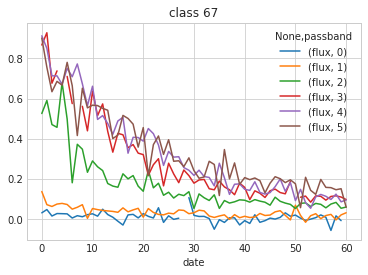 class 67
None,passband
(flux, 0)
(flux, 1)
(flux, 2)
(flux, 3)
(flux, 4)
(flux, 5)
0.8
0.6
0.4
0.2
0.0
0 10 20 30 40 50 60
date